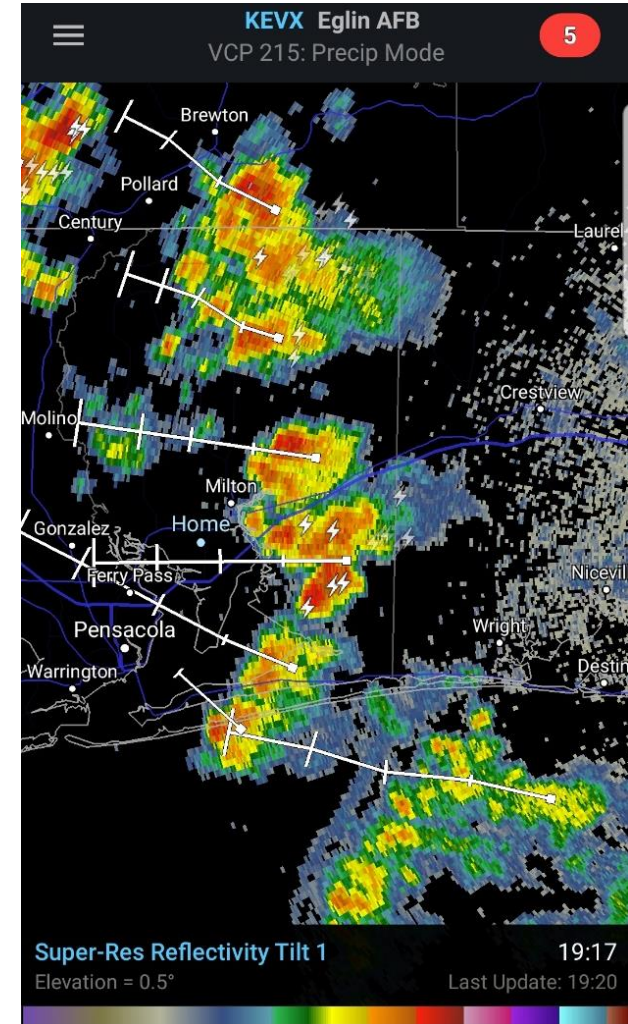 KEVX Eglin AFB
VCP 215: Precip Mode
5
Brewton
Pollard
Century
Laurel
Crestview
Molino
Milton
Gonzalez
Home
Ferry Pass
Nicevil
Pensacola
Wright
Warrington
Destin
Super-Res Reflectivity Tilt 1
19:17
Elevation = 0.5°
Last Update: 19:20